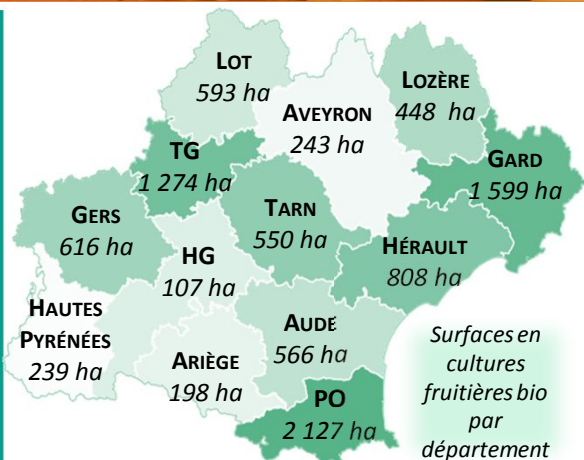 LOT
593 ha
LOZÈRE
448 ha
AVEYRON
243 ha
TG
1 274 ha
GARD
1 599 ha
GERS
616 ha
TARN
550 ha
HG
107 ha
HÉRAULT
808 ha
HAUTES
PYRÉNÉES
239 ha
ARIÈGE
198 ha
AUDE
566 ha
PO
2 127 ha
Surfaces en
cultures
fruitières bio
par
département